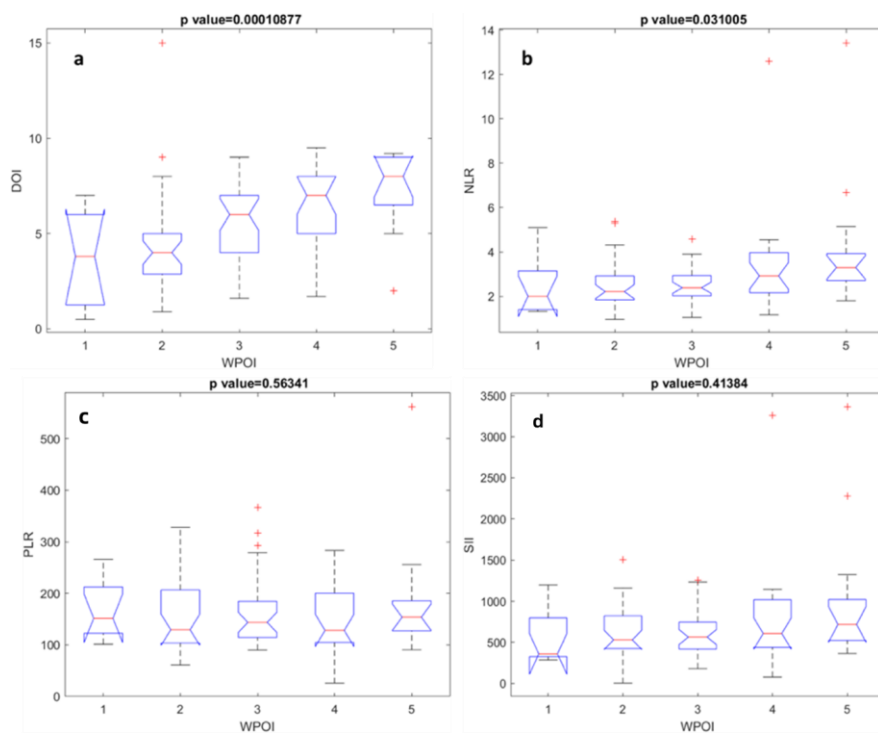 p value=0.00010877
a
15
10
5
0
DOI
1 2 3 4 5
WPOI
p value=0.031005
b
14
12
10
8
6
4
2
NLR
1 2 3 4 5
WPOI
p value=0.56341
c
500
400
300
200
100
0
PLR
1 2 3 4 5
WPOI
p value=0.41384
d
3500
3000
2500
2000
1500
1000
500
0
SII
1 2 3 4 5
WPOI